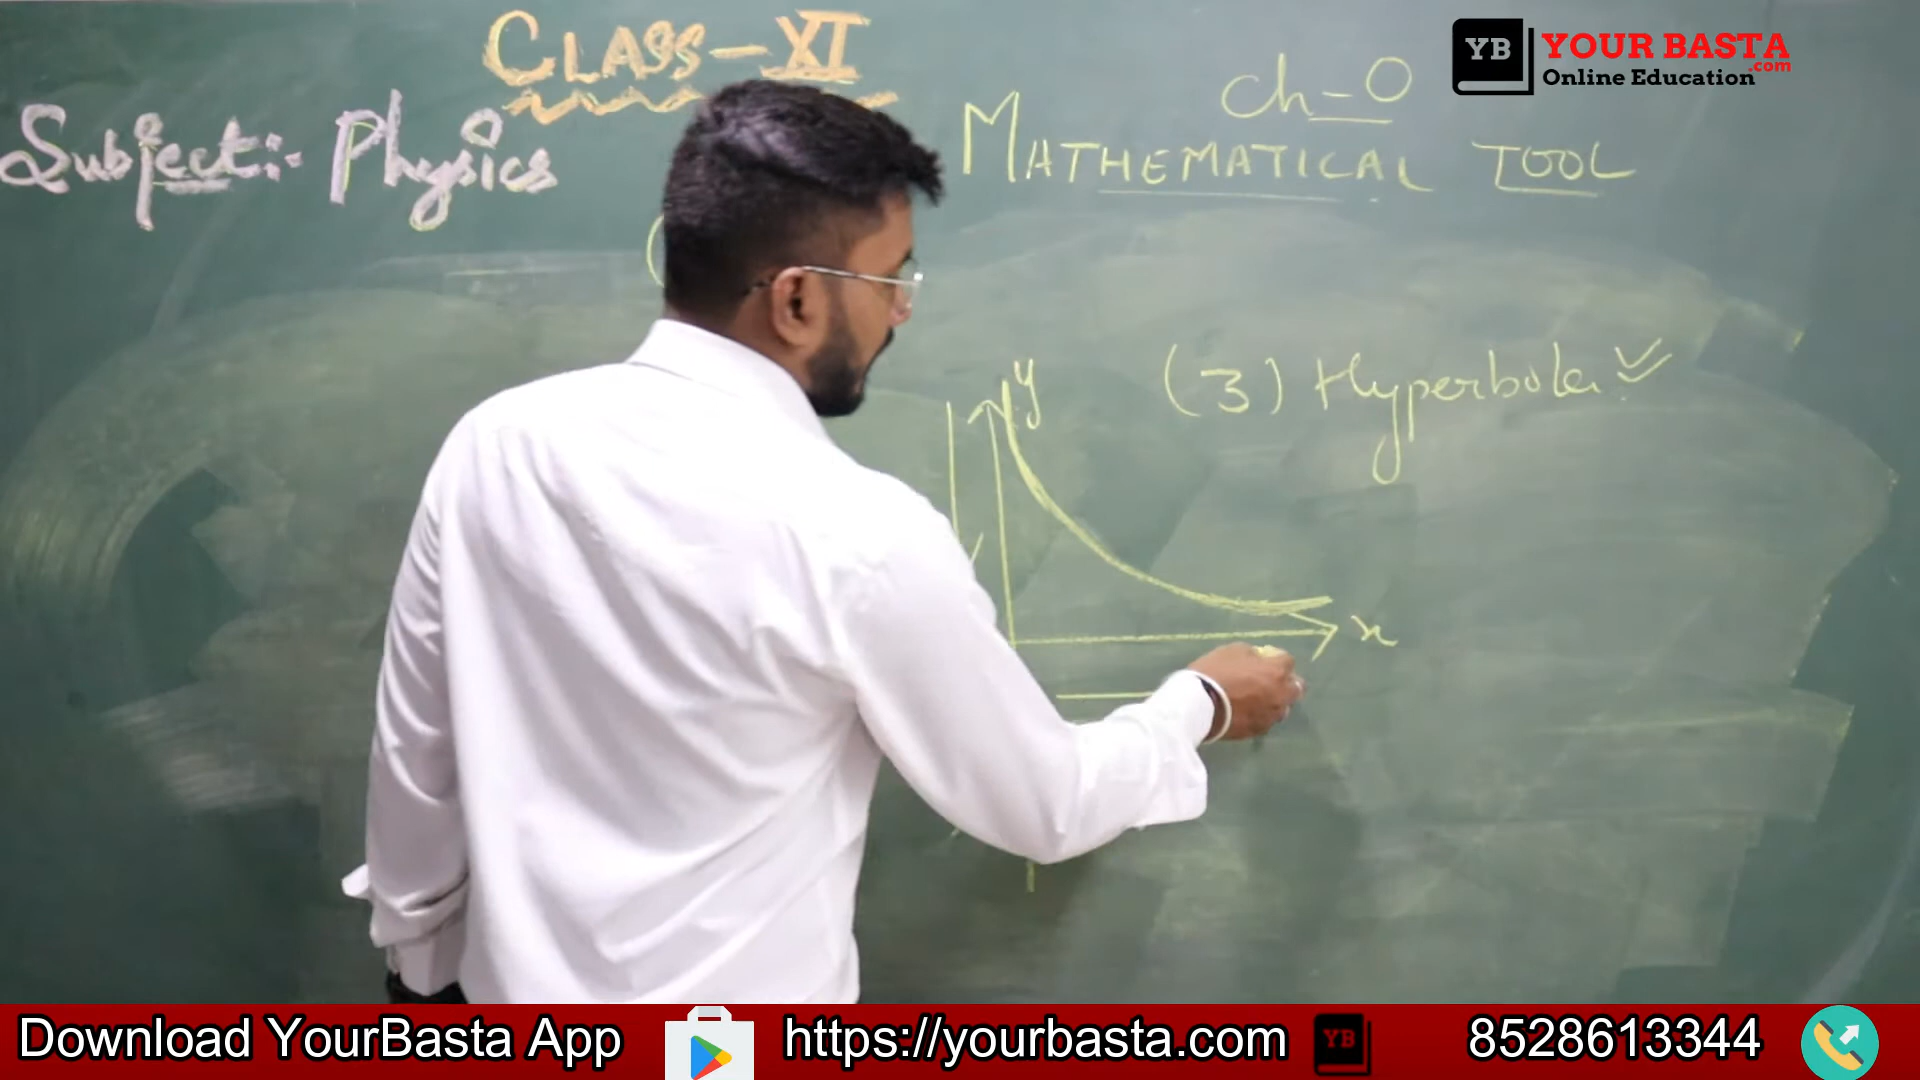 CLASS-XI
Subject:- Physics
Ch-0
MATHEMATICAL TOOL
YB YOUR BASTA
.com
Online Education
(3) Hyperbola
y
x
Download YourBasta App
https://yourbasta.com
YB
8528613344